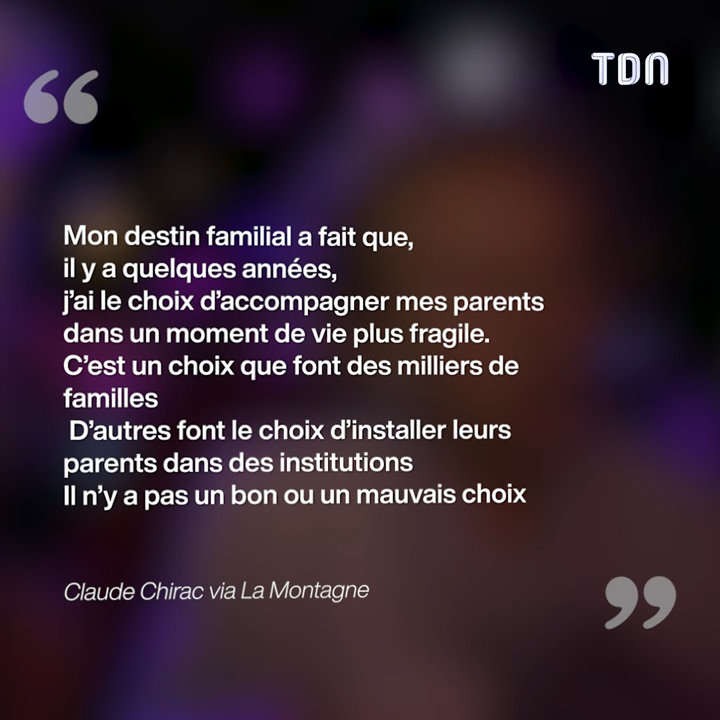 TDN
“
Mon destin familial a fait que,
il y a quelques années,
j’ai le choix d’accompagner mes parents
dans un moment de vie plus fragile.
C’est un choix que font des milliers de
familles
D’autres font le choix d’installer leurs
parents dans des institutions
Il n’y a pas un bon ou un mauvais choix
Claude Chirac via La Montagne
”